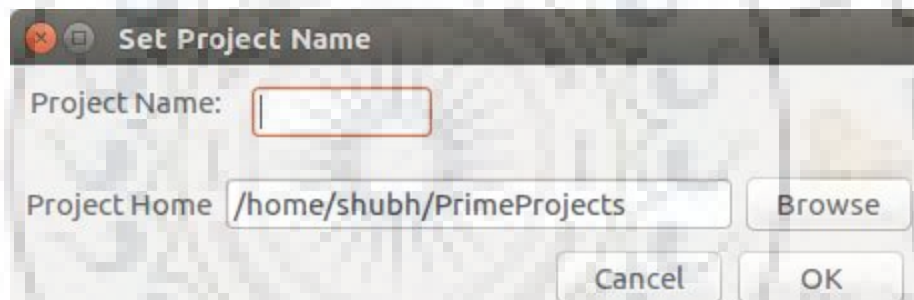 Set Project Name
Project Name:
Project Home /home/shubh/PrimeProjects Browse
Cancel OK